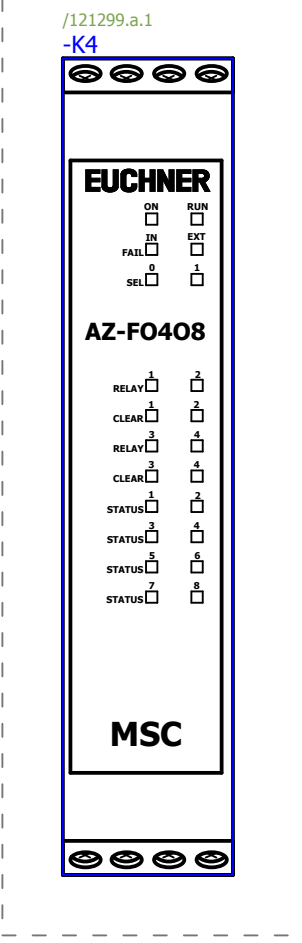 /121299.a.1
-K4
EUCHNER
ON RUN
IN EXT
FAIL
0 1
SEL
AZ-FO4O8
1 2
RELAY
1 2
CLEAR
3 4
RELAY
3 4
CLEAR
1 2
STATUS
3 4
STATUS
5 6
STATUS
7 8
STATUS
MSC